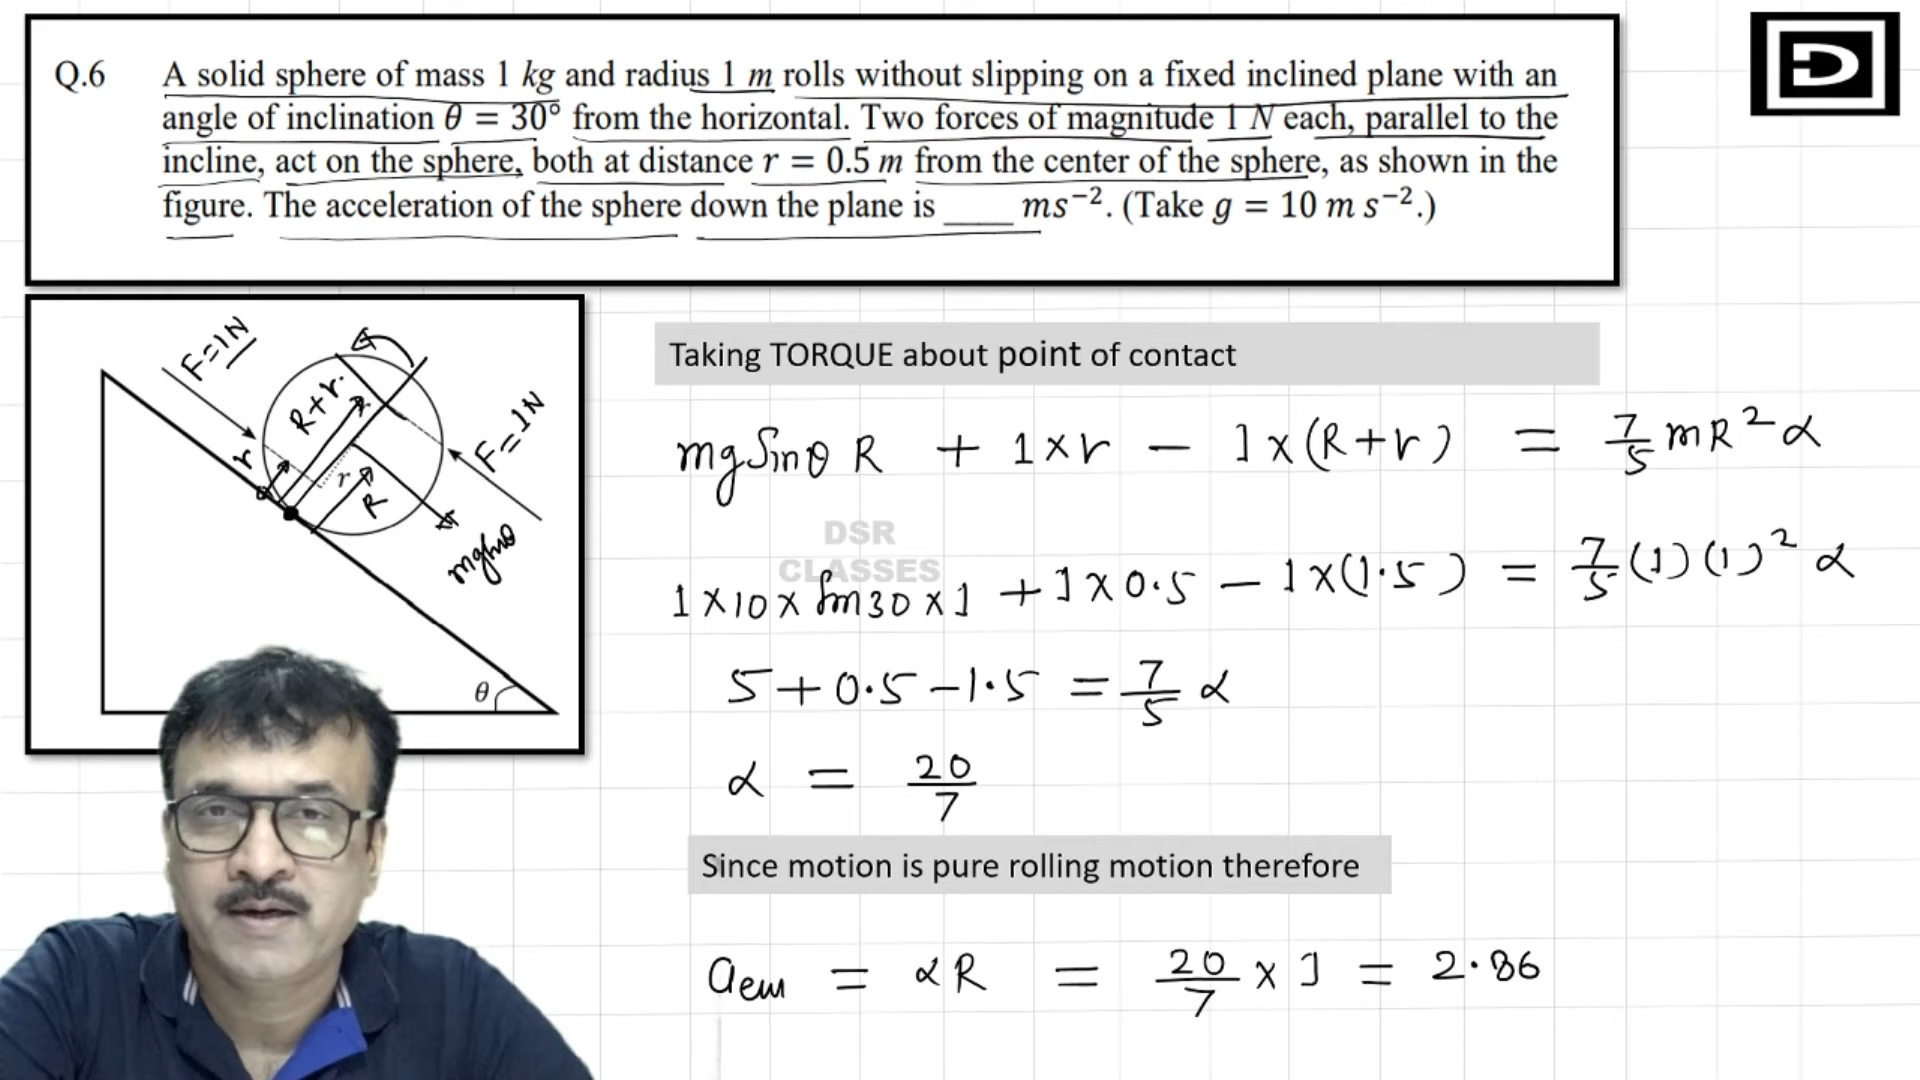 Q.6 A solid sphere of mass 1 kg and radius 1 m rolls without slipping on a fixed inclined plane with an
angle of inclination θ = 30° from the horizontal. Two forces of magnitude 1 N each, parallel to the
incline, act on the sphere, both at distance r = 0.5 m from the center of the sphere, as shown in the
figure. The acceleration of the sphere down the plane is ____ ms⁻². (Take g = 10 m s⁻².)
D
F=1N
R+r
F=1N
r
r
R
mgsinθ
θ
Taking TORQUE about point of contact
mgSinθ R + 1×r − 1×(R+r) = 7/5 mR²α
DSR
CLASSES
1×10×Sin30×1 + 1×0.5 − 1×(1.5) = 7/5 (1)(1)² α
5+0.5−1.5 = 7/5 α
α = 20/7
Since motion is pure rolling motion therefore
acm = αR = 20/7 × 1 = 2.86